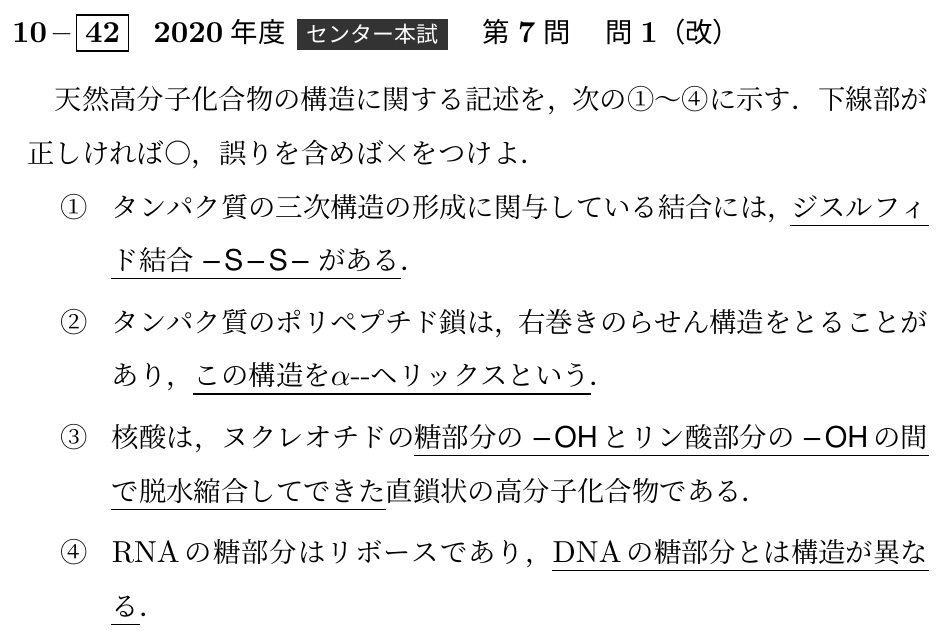 10－42 2020年度 センター本試 第7問 問1（改）
天然高分子化合物の構造に関する記述を，次の①～④に示す．下線部が
正しければ○，誤りを含めば×をつけよ．
① タンパク質の三次構造の形成に関与している結合には，ジスルフィ
ド結合 －S－S－ がある．
② タンパク質のポリペプチド鎖は，右巻きのらせん構造をとることが
あり，この構造をα--ヘリックスという．
③ 核酸は，ヌクレオチドの糖部分の －OHとリン酸部分の －OHの間
で脱水縮合してできた直鎖状の高分子化合物である．
④ RNAの糖部分はリボースであり，DNAの糖部分とは構造が異な
る．